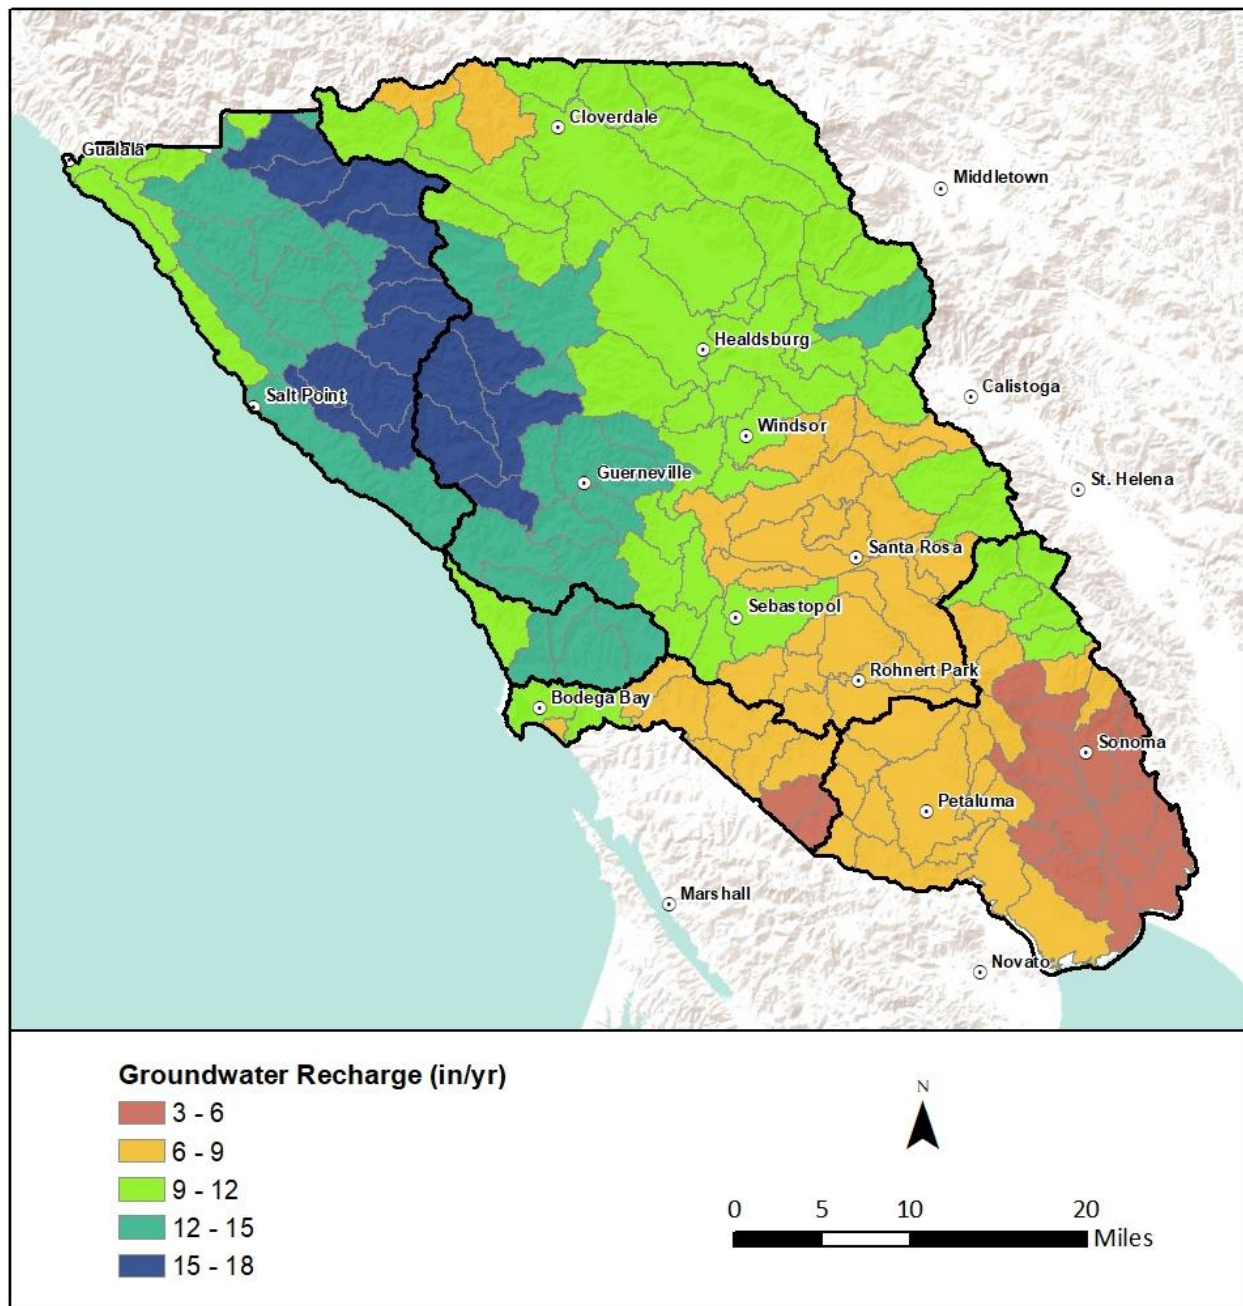 Cloverdale
Gualala
Middletown
Healdsburg
Calistoga
Salt Point
Windsor
Guerneville
St. Helena
Santa Rosa
Sebastopol
Rohnert Park
Bodega Bay
Sonoma
Petaluma
Marshall
Novato
Groundwater Recharge (in/yr)
3 - 6
6 - 9
9 - 12
12 - 15
15 - 18
N
0 5 10 20
Miles